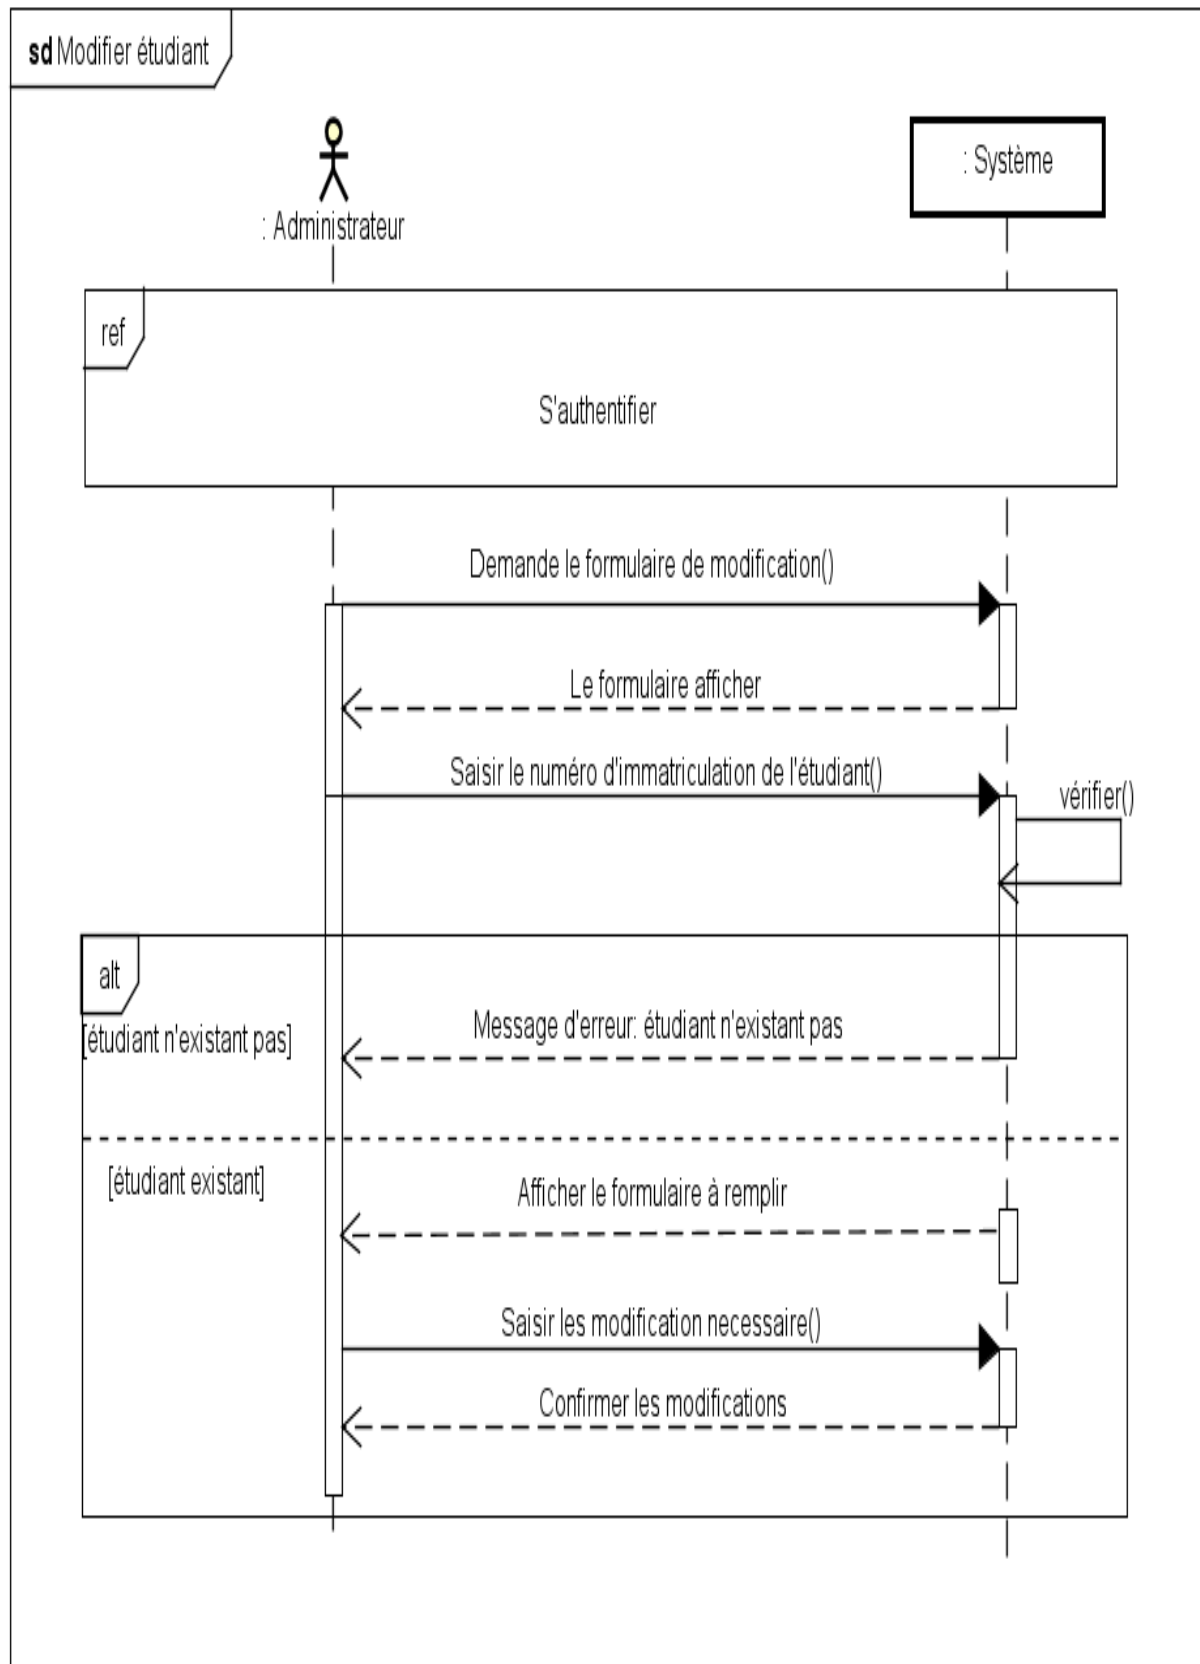 sd Modifier étudiant
: Système
: Administrateur
ref
S'authentifier
Demande le formulaire de modification()
Le formulaire afficher
Saisir le numéro d'immatriculation de l'étudiant()
vérifier()
alt
[étudiant n'existant pas]
Message d'erreur: étudiant n'existant pas
[étudiant existant]
Afficher le formulaire à remplir
Saisir les modification necessaire()
Confirmer les modifications